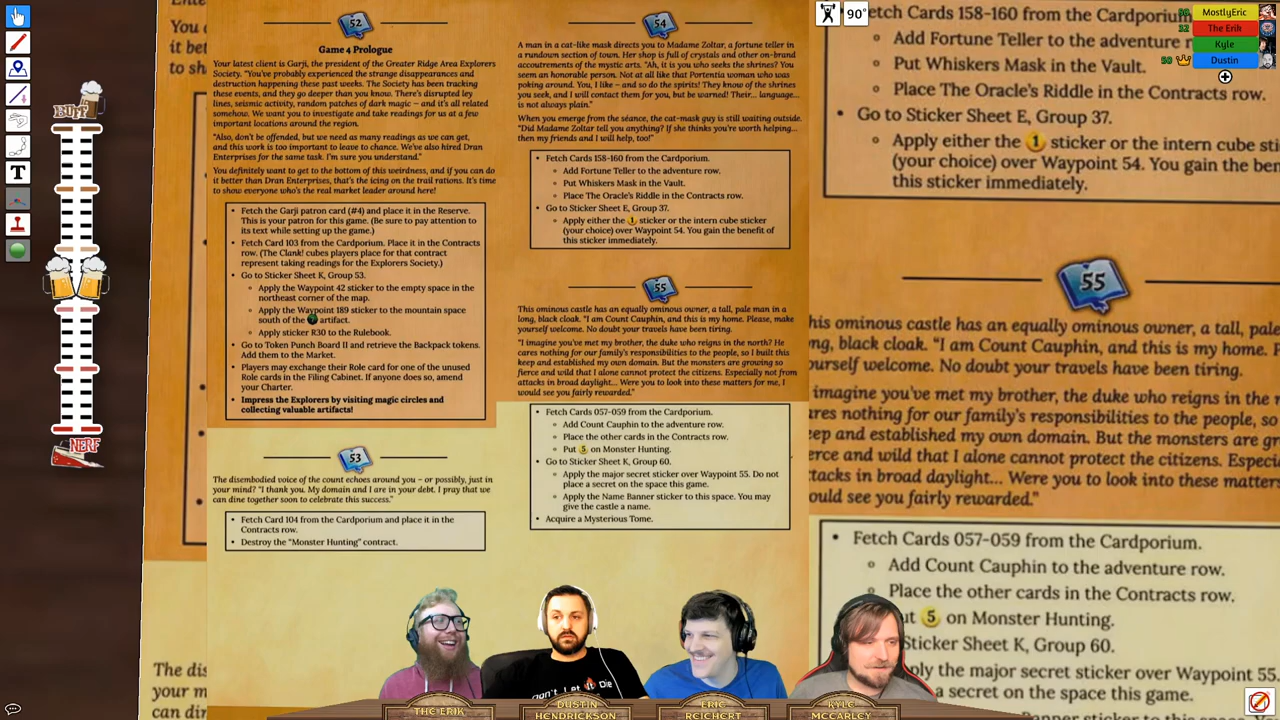 52
Game 4 Prologue
Your latest client is Garji, the president of the Greater Ridge Area Explorers
Society. "You've probably experienced the strange disappearances and
destruction happening these past weeks. The Society has been tracking
these events, and they go deeper than you know. There's disrupted ley
lines, seismic activity, random patches of dark magic – and it's all related
somehow. We want you to investigate and take readings for us at a few
important locations around the region.
"Also, don't be offended, but we need as many readings as we can get,
and this work is too important to leave to chance. We've also hired Dran
Enterprises for the same task. I'm sure you understand."
You definitely want to get to the bottom of this weirdness, and if you can do
it better than Dran Enterprises, that's the icing on the trail rations. It's time
to show everyone who's the real market leader around here!
• Fetch the Garji patron card (#4) and place it in the Reserve.
This is your patron for this game. (Be sure to pay attention to
its text while setting up the game.)
• Fetch Card 103 from the Cardporium. Place it in the Contracts
row. (The Clank! cubes players place for that contract
represent taking readings for the Explorers Society.)
• Go to Sticker Sheet K, Group 53.
Apply the Waypoint 42 sticker to the empty space in the
northeast corner of the map.
Apply the Waypoint 189 sticker to the mountain space
south of the artifact.
Apply sticker R30 to the Rulebook.
• Go to Token Punch Board II and retrieve the Backpack tokens.
Add them to the Market.
• Players may exchange their Role card for one of the unused
Role cards in the Filing Cabinet. If anyone does so, amend
your Charter.
• Impress the Explorers by visiting magic circles and
collecting valuable artifacts!
53
The disembodied voice of the count echoes around you – or possibly, just in
your mind? "I thank you. My domain and I are in your debt. I pray that we
can dine together soon to celebrate this success."
• Fetch Card 104 from the Cardporium and place it in the
Contracts row.
• Destroy the "Monster Hunting" contract.
54
A man in a cat-like mask directs you to Madame Zoltar, a fortune teller in
a rundown section of town. Her shop is full of crystals and other on-brand
accoutrements of the mystic arts. "Ah, it is you who seeks the shrines? You
seem an honorable person. Not at all like that Portentia woman who was
poking around. You, I like – and so do the spirits! They know of the shrines
you seek, and I will contact them for you, but be warned! Their... language...
is not always plain."
When you emerge from the séance, the cat-mask guy is still waiting outside.
"Did Madame Zoltar tell you anything? If she thinks you're worth helping...
then my friends and I will help, too!"
• Fetch Cards 158-160 from the Cardporium.
Add Fortune Teller to the adventure row.
Put Whiskers Mask in the Vault.
Place The Oracle's Riddle in the Contracts row.
• Go to Sticker Sheet E, Group 37.
Apply either the 1 sticker or the intern cube sticker
(your choice) over Waypoint 54. You gain the benefit of
this sticker immediately.
55
This ominous castle has an equally ominous owner, a tall, pale man in a
long, black cloak. "I am Count Cauphin, and this is my home. Please, make
yourself welcome. No doubt your travels have been tiring.
"I imagine you've met my brother, the duke who reigns in the north? He
cares nothing for our family's responsibilities to the people, so I built this
keep and established my own domain. But the monsters are growing so
fierce and wild that I alone cannot protect the citizens. Especially not from
attacks in broad daylight... Were you to look into these matters for me, I
would see you fairly rewarded."
• Fetch Cards 057-059 from the Cardporium.
Add Count Cauphin to the adventure row.
Place the other cards in the Contracts row.
Put 5 on Monster Hunting.
• Go to Sticker Sheet K, Group 60.
Apply the major secret sticker over Waypoint 55. Do not
place a secret on the space this game.
Apply the Name Banner sticker to this space. You may
give the castle a name.
• Acquire a Mysterious Tome.
90°
etch Cards 158-160 from the Cardporium
Add Fortune Teller to the adventure r
Put Whiskers Mask in the Vault.
Place The Oracle's Riddle in the Contracts row.
• Go to Sticker Sheet E, Group 37.
Apply either the 1 sticker or the intern cube sti
(your choice) over Waypoint 54. You gain the bene
this sticker immediately.
55
his ominous castle has an equally ominous owner, a tall, pale
ng, black cloak. "I am Count Cauphin, and this is my home. P
ourself welcome. No doubt your travels have been tiring.
imagine you've met my brother, the duke who reigns in the r
res nothing for our family's responsibilities to the people, so
eep and established my own domain. But the monsters are gr
erce and wild that I alone cannot protect the citizens. Especi
tacks in broad daylight... Were you to look into these matters
ould see you fairly rewarded."
• Fetch Cards 057-059 from the Cardporium.
Add Count Cauphin to the adventure row.
Place the other cards in the Contracts row.
ut 5 on Monster Hunting.
Sticker Sheet K, Group 60.
ply the major secret sticker over Waypoint 55.
a secret on the space this game.
MostlyEric
32 The Erik
Kyle
50 Dustin
T
BUFF
NERF
The dis
your m
can din
Don't Let It Die
THE ERIK
DUSTIN
HENDRICKSON
ERIC
REICHERT
KYLE
MCCARLEY